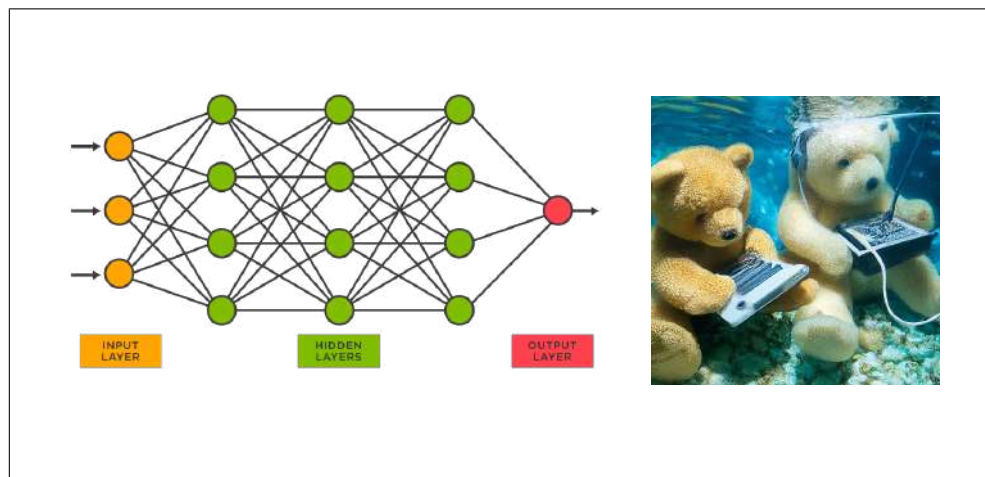 INPUT
LAYER
HIDDEN
LAYERS
OUTPUT
LAYER